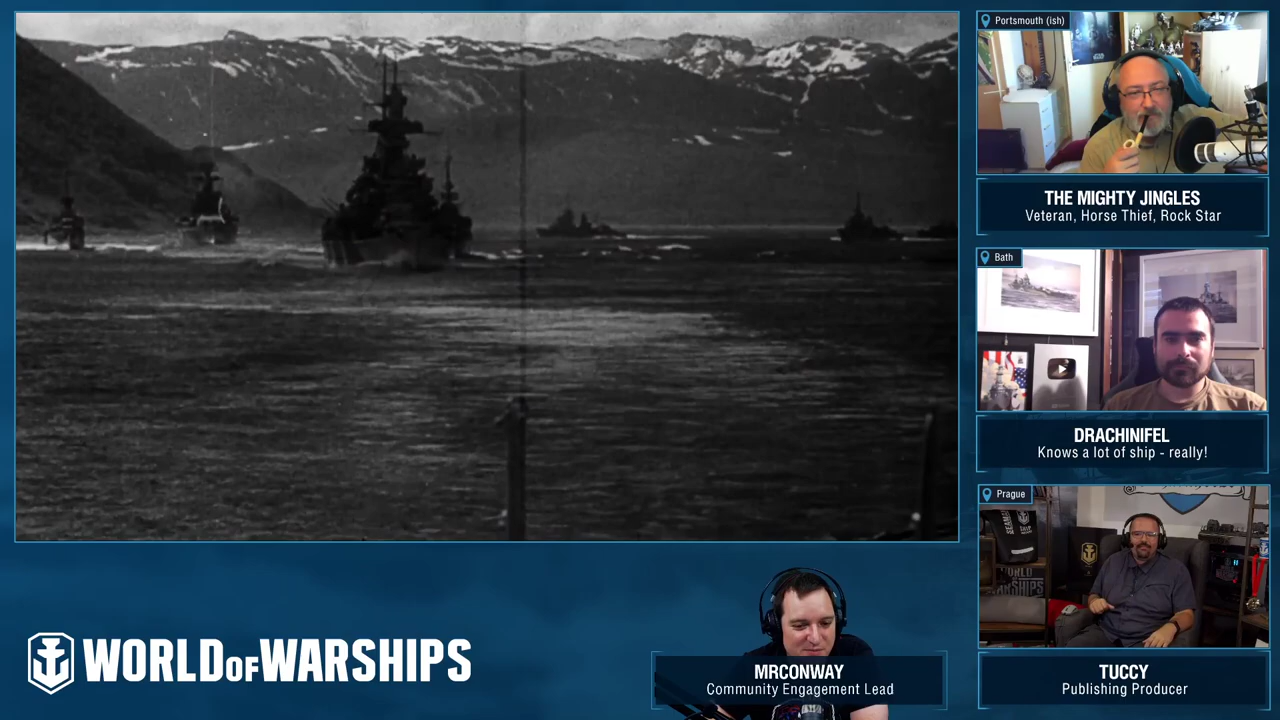 Portsmouth (ish)
THE MIGHTY JINGLES
Veteran, Horse Thief, Rock Star
Bath
DRACHINIFEL
Knows a lot of ship - really!
Prague
WORLD OF WARSHIPS
MRCONWAY
Community Engagement Lead
TUCCY
Publishing Producer